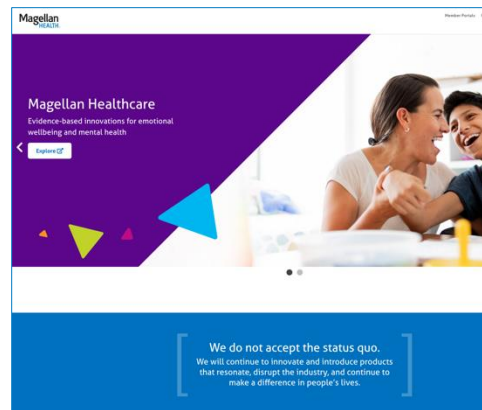 Magellan
HEALTH.
Member Portals
Magellan Healthcare
Evidence-based innovations for emotional
wellbeing and mental health
Explore
We do not accept the status quo.
We will continue to innovate and introduce products
that resonate, disrupt the industry, and continue to
make a difference in people's lives.